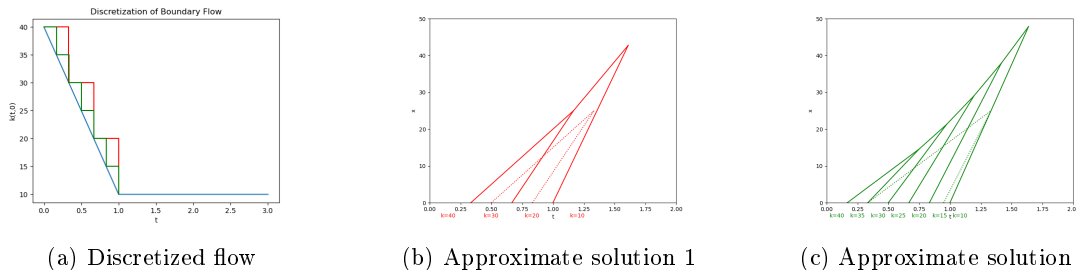 Discretization of Boundary Flow
40
35
30
25
20
15
10
k(t,0)
0.0 0.5 1.0 1.5 2.0 2.5 3.0
t
(a) Discretized flow
50
40
30
20
10
0
x
0.00 0.25 0.50 0.75 1.00 1.25 1.50 1.75 2.00
k=40 k=30 k=20 t k=10
(b) Approximate solution 1
50
40
30
20
10
0
x
0.00 0.25 0.50 0.75 1.00 1.25 1.50 1.75 2.0
k=40 k=35 k=30 k=25 k=20 k=15 t k=10
(c) Approximate solution